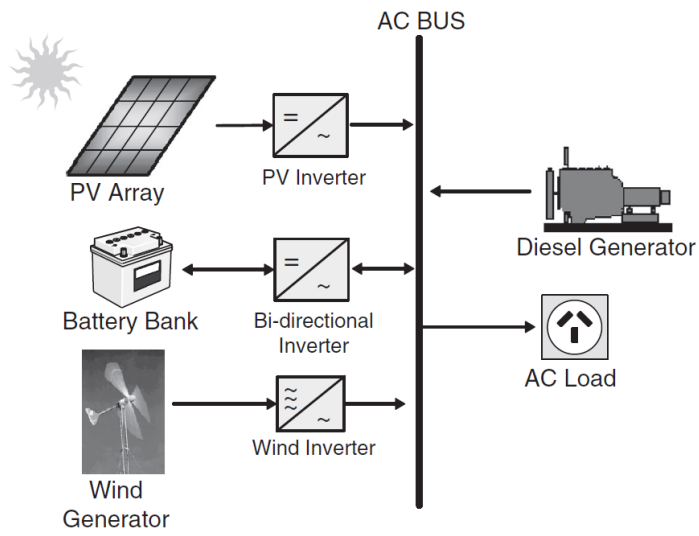 AC BUS
PV Array
PV Inverter
Diesel Generator
Battery Bank
Bi-directional
Inverter
AC Load
Wind Inverter
Wind
Generator